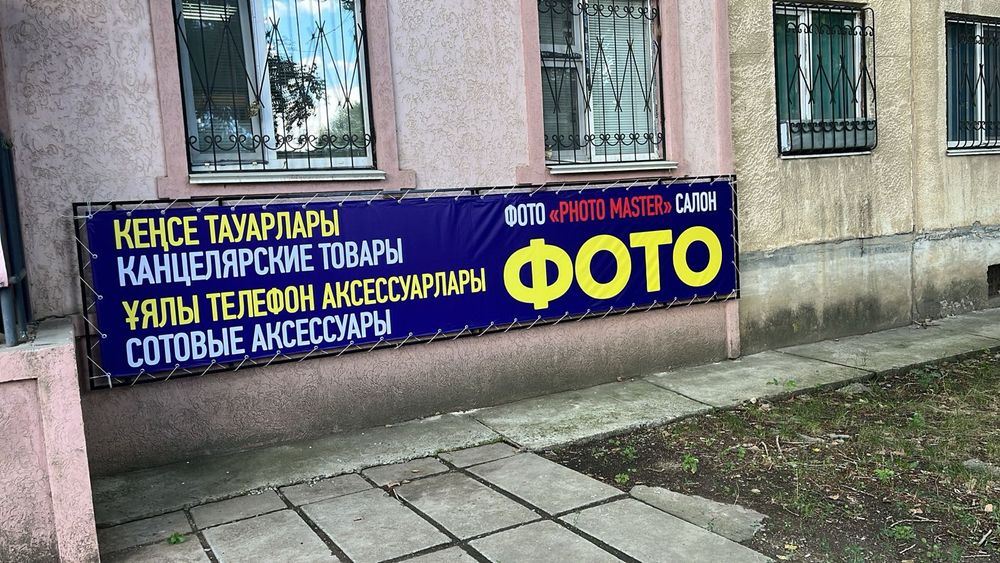 КЕҢСЕ ТАУАРЛАРЫ
КАНЦЕЛЯРСКИЕ ТОВАРЫ
ҰЯЛЫ ТЕЛЕФОН АКСЕССУАРЛАРЫ
СОТОВЫЕ АКСЕССУАРЫ
ФОТО «PHOTO MASTER» САЛОН
ФОТО